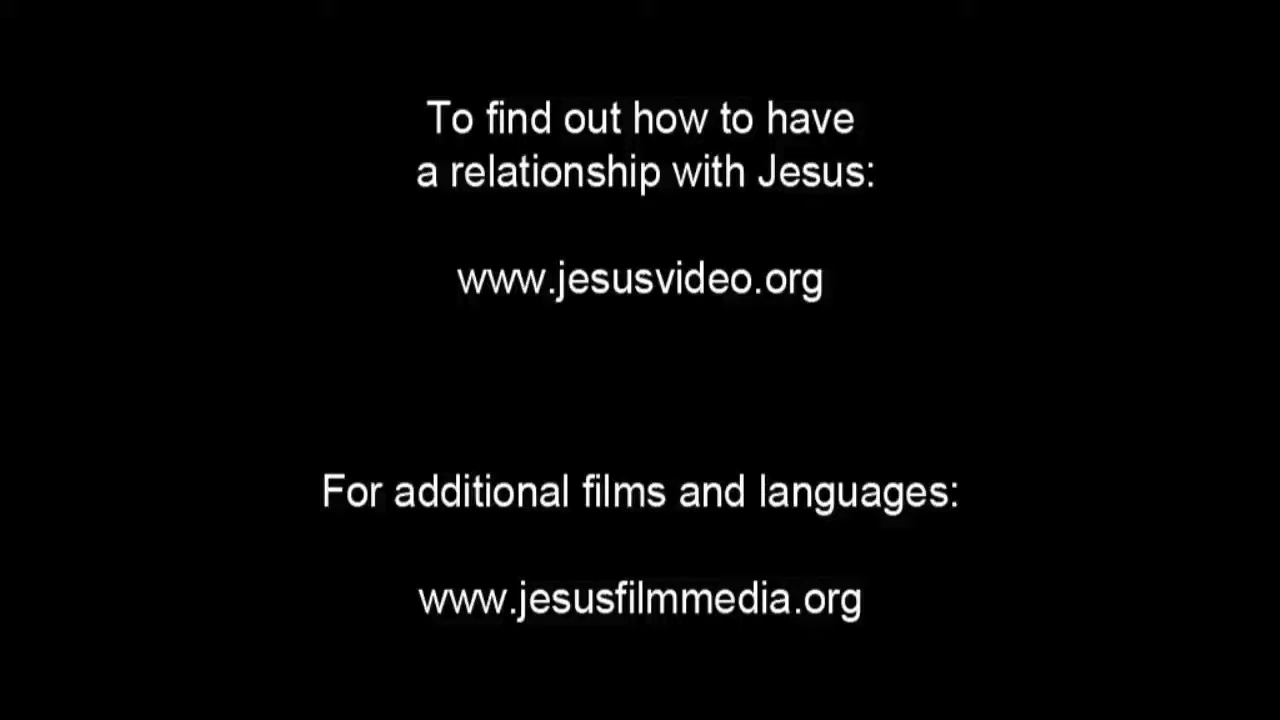 To find out how to have
a relationship with Jesus:
www.jesusvideo.org
For additional films and languages:
www.jesusfilmmedia.org